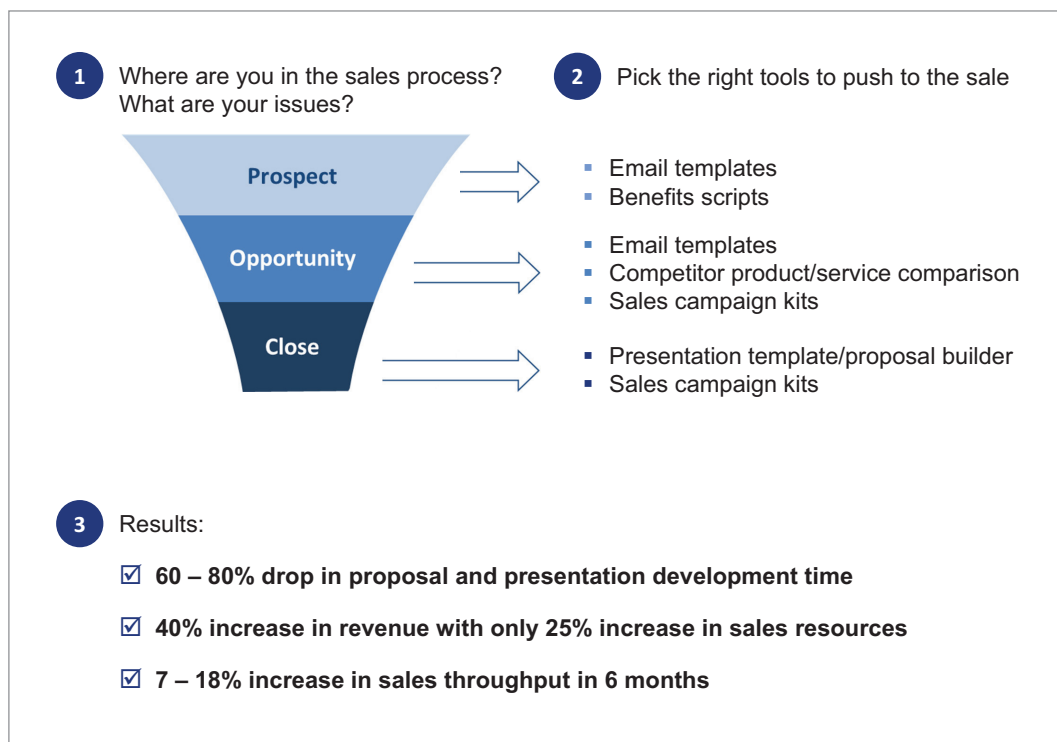 1
Where are you in the sales process?
What are your issues?
2
Pick the right tools to push to the sale
Prospect
▪ Email templates
▪ Benefits scripts
Opportunity
▪ Email templates
▪ Competitor product/service comparison
▪ Sales campaign kits
Close
▪ Presentation template/proposal builder
▪ Sales campaign kits
3
Results:
☑ 60 – 80% drop in proposal and presentation development time
☑ 40% increase in revenue with only 25% increase in sales resources
☑ 7 – 18% increase in sales throughput in 6 months